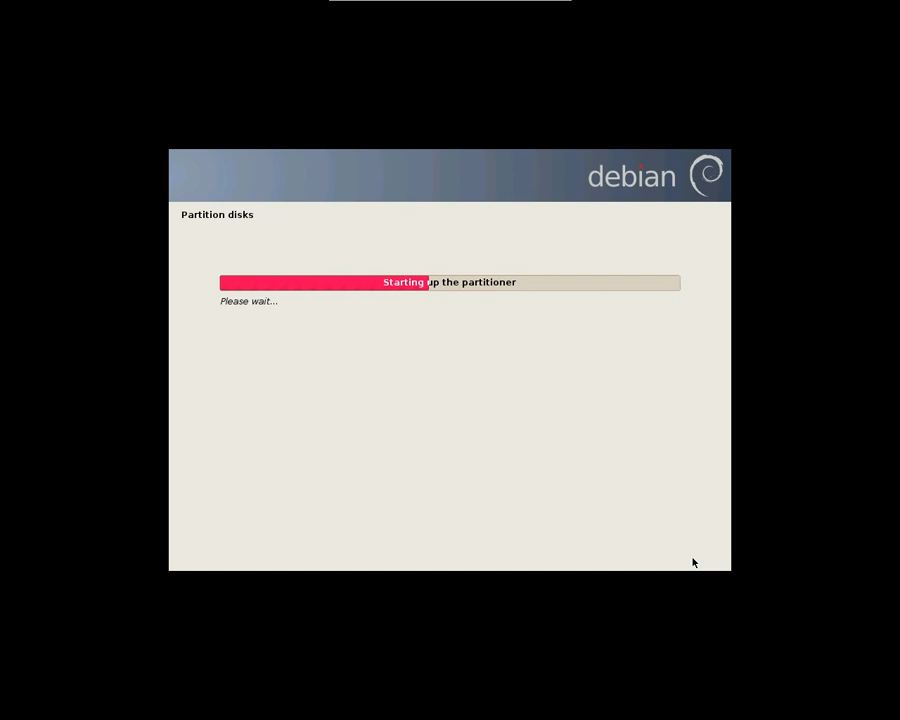 debian
Partition disks
Starting up the partitioner
Please wait...